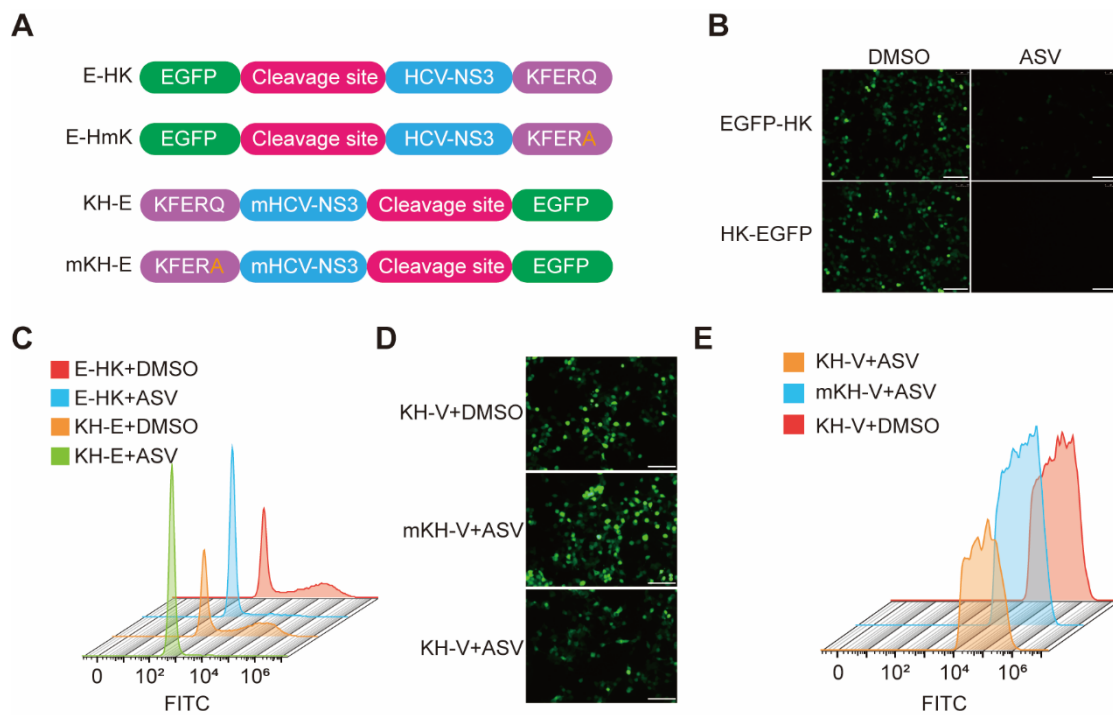 A
E-HK EGFP Cleavage site HCV-NS3 KFERQ
E-HmK EGFP Cleavage site HCV-NS3 KFERA
KH-E KFERQ mHCV-NS3 Cleavage site EGFP
mKH-E KFERA mHCV-NS3 Cleavage site EGFP
B
DMSO ASV
EGFP-HK
HK-EGFP
C
E-HK+DMSO
E-HK+ASV
KH-E+DMSO
KH-E+ASV
0 10² 10⁴ 10⁶
FITC
D
KH-V+DMSO
mKH-V+ASV
KH-V+ASV
E
KH-V+ASV
mKH-V+ASV
KH-V+DMSO
0 10² 10⁴ 10⁶
FITC